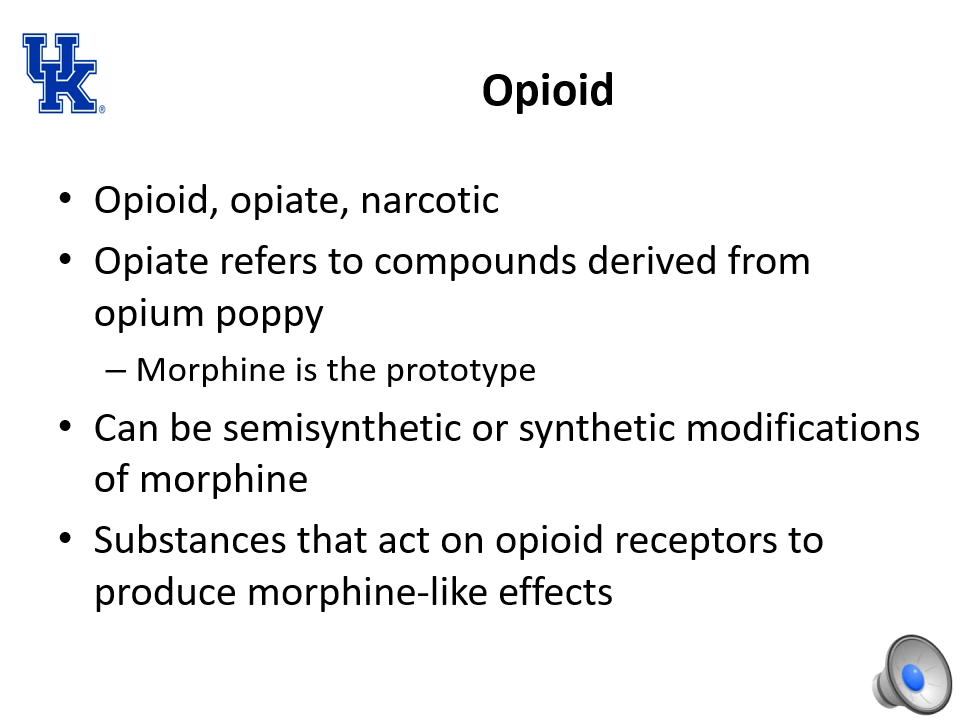 UK®
Opioid
• Opioid, opiate, narcotic
• Opiate refers to compounds derived from
opium poppy
– Morphine is the prototype
• Can be semisynthetic or synthetic modifications
of morphine
• Substances that act on opioid receptors to
produce morphine-like effects